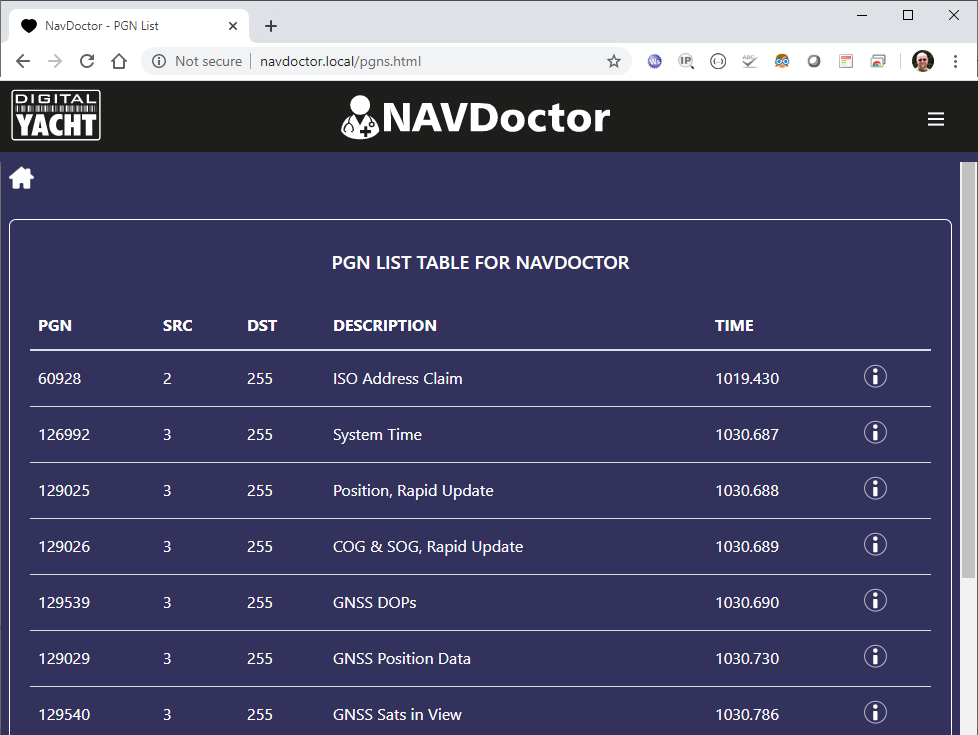 NavDoctor - PGN List
Not secure navdoctor.local/pgns.html
IP
ABC
DIGITAL
YACHT
NAVDoctor
PGN LIST TABLE FOR NAVDOCTOR
PGN SRC DST DESCRIPTION TIME
60928 2 255 ISO Address Claim 1019.430
126992 3 255 System Time 1030.687
129025 3 255 Position, Rapid Update 1030.688
129026 3 255 COG & SOG, Rapid Update 1030.689
129539 3 255 GNSS DOPs 1030.690
129029 3 255 GNSS Position Data 1030.730
129540 3 255 GNSS Sats in View 1030.786